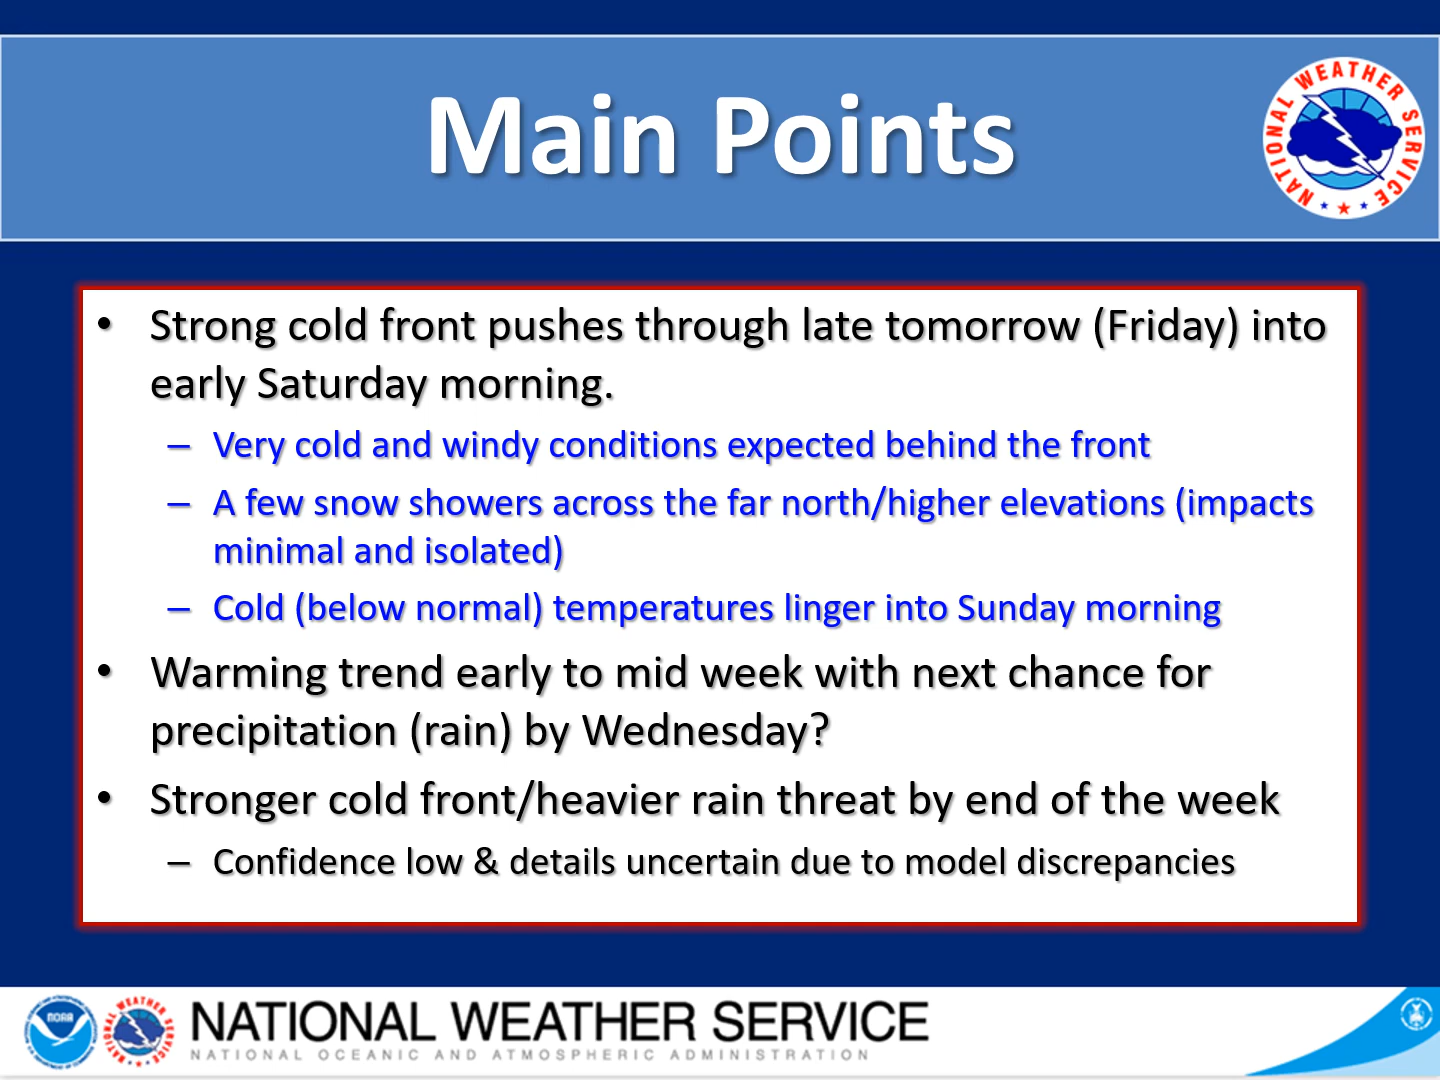 Main Points
NATIONAL WEATHER SERVICE
• Strong cold front pushes through late tomorrow (Friday) into
early Saturday morning.
– Very cold and windy conditions expected behind the front
– A few snow showers across the far north/higher elevations (impacts
minimal and isolated)
– Cold (below normal) temperatures linger into Sunday morning
• Warming trend early to mid week with next chance for
precipitation (rain) by Wednesday?
• Stronger cold front/heavier rain threat by end of the week
– Confidence low & details uncertain due to model discrepancies
NOAA
NATIONAL WEATHER SERVICE
NATIONAL WEATHER SERVICE
NATIONAL OCEANIC AND ATMOSPHERIC ADMINISTRATION